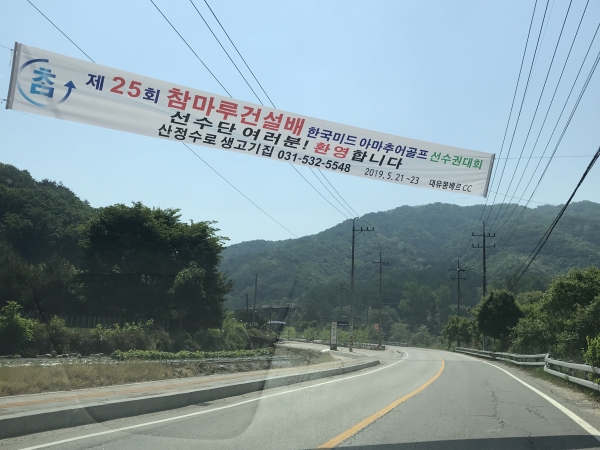 참 제 25회 참마루건설배 한국미드 아마추어골프 선수권대회
선수단 여러분! 환영합니다
산정수로 생고기집 031-532-5548 2019. 5. 21 ~23 대유몽베르 CC